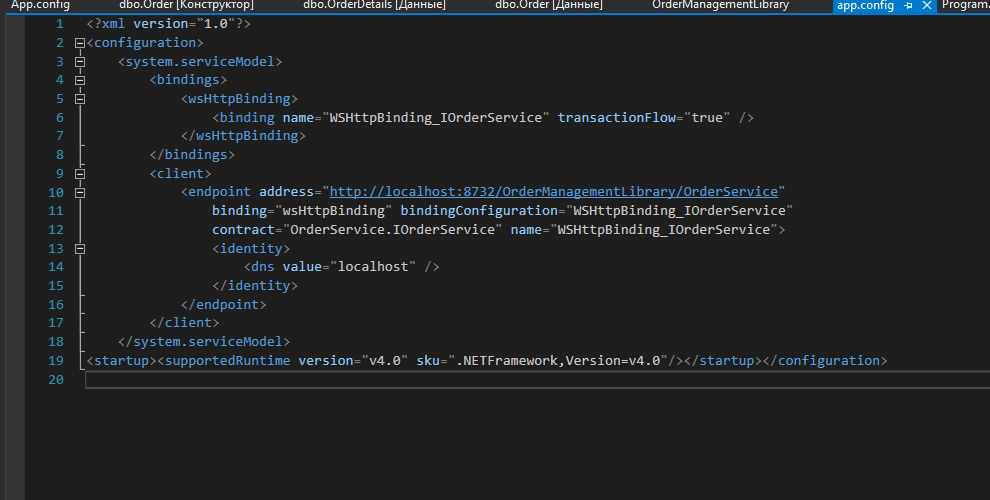 App.config dbo.Order [Конструктор] dbo.OrderDetails [Данные] dbo.Order [Данные] OrderManagementLibrary app.config Program.
1 <?xml version="1.0"?>
2 <configuration>
3 <system.serviceModel>
4 <bindings>
5 <wsHttpBinding>
6 <binding name="WSHttpBinding_IOrderService" transactionFlow="true" />
7 </wsHttpBinding>
8 </bindings>
9 <client>
10 <endpoint address="http://localhost:8732/OrderManagementLibrary/OrderService"
11 binding="wsHttpBinding" bindingConfiguration="WSHttpBinding_IOrderService"
12 contract="OrderService.IOrderService" name="WSHttpBinding_IOrderService">
13 <identity>
14 <dns value="localhost" />
15 </identity>
16 </endpoint>
17 </client>
18 </system.serviceModel>
19 <startup><supportedRuntime version="v4.0" sku=".NETFramework,Version=v4.0"/></startup></configuration>
20